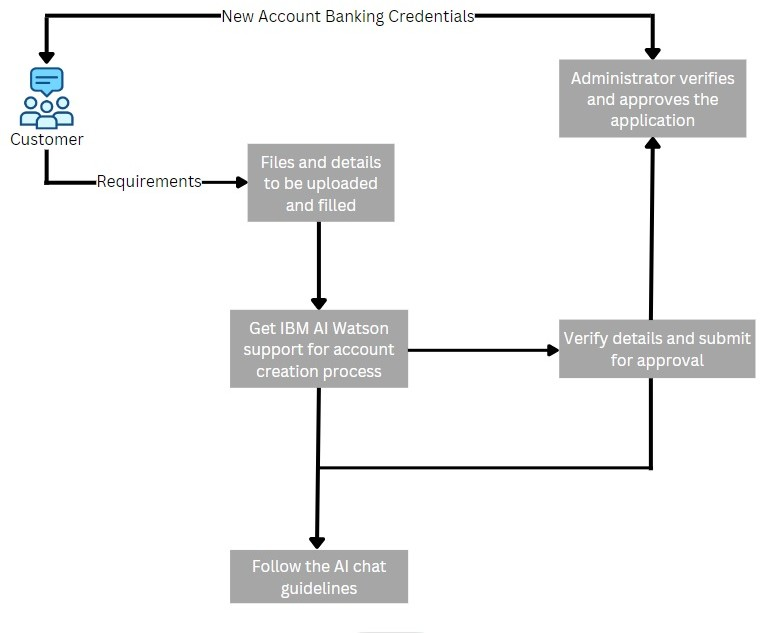 New Account Banking Credentials
Customer
Administrator verifies
and approves the
application
Requirements
Files and details
to be uploaded
and filled
Get IBM AI Watson
support for account
creation process
Verify details and submit
for approval
Follow the AI chat
guidelines